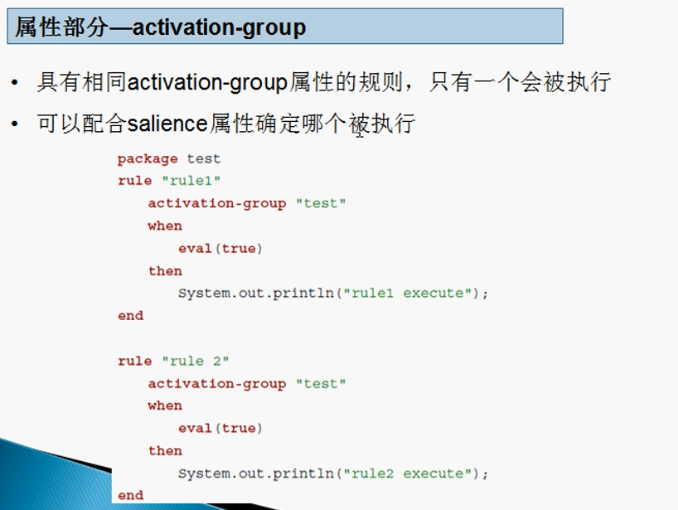 属性部分—activation-group
• 具有相同activation-group属性的规则，只有一个会被执行
• 可以配合salience属性确定哪个被执行
package test
rule "rule1"
activation-group "test"
when
eval(true)
then
System.out.println("rule1 execute");
end
rule "rule 2"
activation-group "test"
when
eval(true)
then
System.out.println("rule2 execute");
end